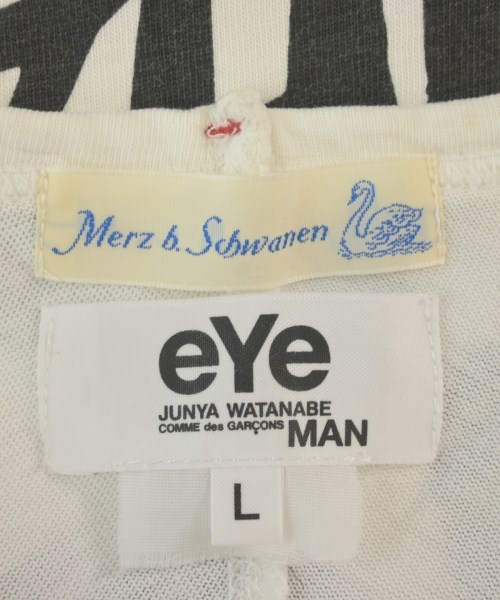 Merz b. Schwanen
eYe
JUNYA WATANABE
COMME des GARÇONS MAN
L